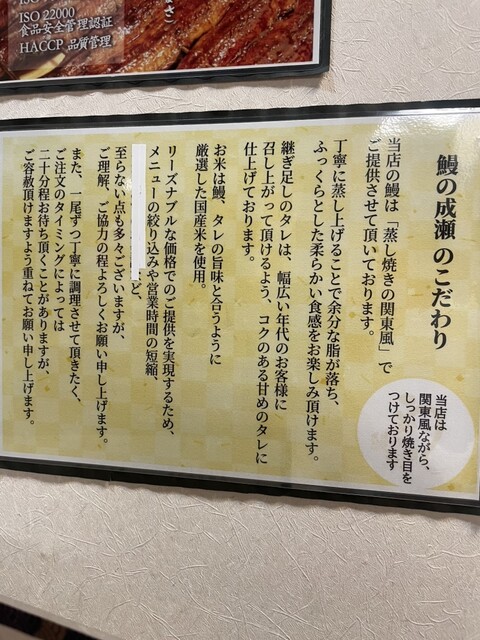 ISO 22000
食品安全管理認証
HACCP 品質管理
さ
鰻の成瀬 のこだわり
当店の鰻は「蒸し焼きの関東風」で
ご提供させて頂いております。
丁寧に蒸し上げることで余分な脂が落ち、
ふっくらとした柔らかい食感をお楽しみ頂けます。
継ぎ足しのタレは、幅広い年代のお客様に
召し上がって頂けるよう、コクのある甘めのタレに
仕上げております。
お米は鰻、タレの旨味と合うように
厳選した国産米を使用。
リーズナブルな価格でのご提供を実現するため、
メニューの絞り込みや営業時間の短縮、
ど、
至らない点も多々ございますが、
ご理解、ご協力の程よろしくお願い申し上げます。
また、一尾ずつ丁寧に調理させて頂きたく、
ご注文のタイミングによっては
二十分程お待ち頂くことがありますが、
ご容赦頂けますよう重ねてお願い申し上げます。
当店は
関東風ながら、
しっかり焼き目を
つけております